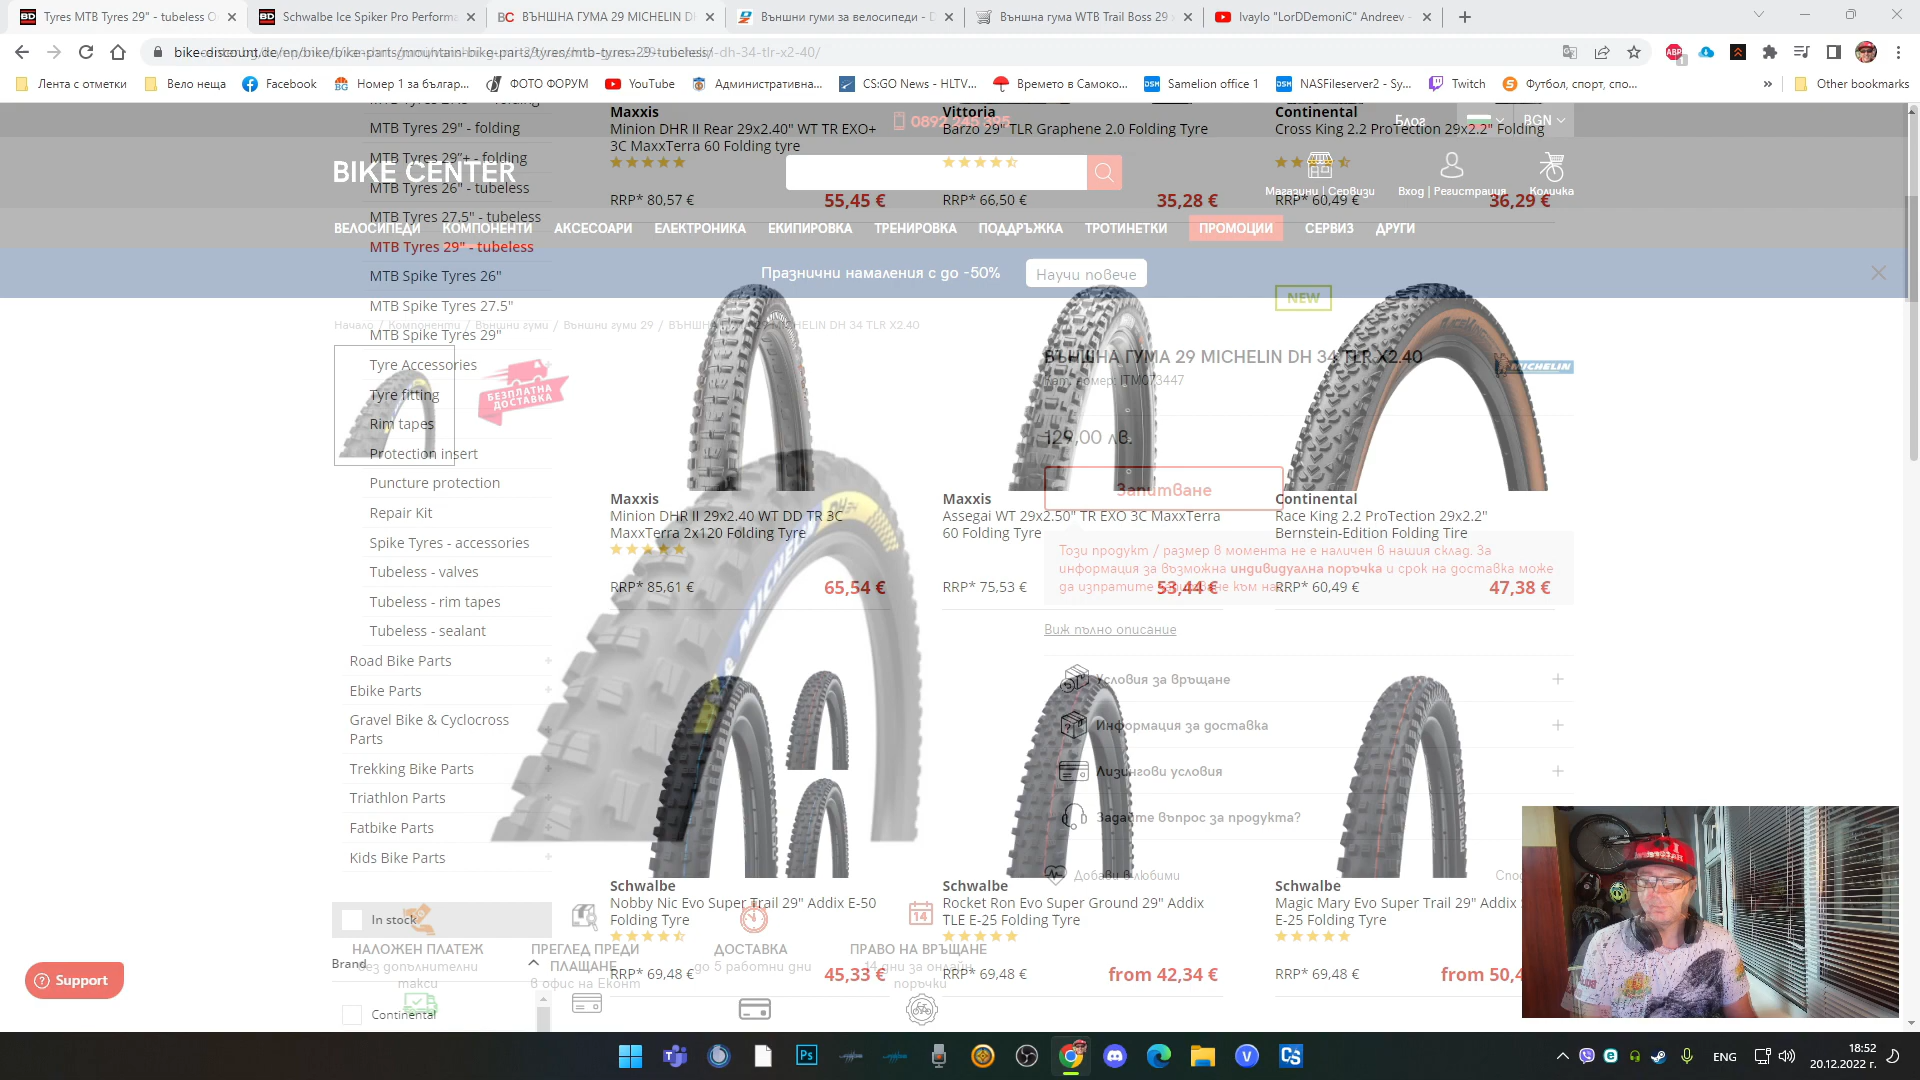 Tyres MTB Tyres 29" - tubeless O
Schwalbe Ice Spiker Pro Performa
ВЪНШНА ГУМА 29 MICHELIN D
Външни гуми за велосипеди - D
Външна гума WTB Trail Boss 29
Ivaylo "LorDDemoniC" Andreev -
bike-discount.de/en/bike/bike-parts/mountain-bike-parts/tyres/mtb-tyres-29-tubeless/
-dh-34-tlr-x2-40/
Лента с отметки
Вело неща
Facebook
Номер 1 за българ...
ФОТО ФОРУМ
YouTube
Административна...
CS:GO News - HLTV...
Времето в Самоко...
Samelion office 1
NASFileserver2 - Sy...
Twitch
Футбол, спорт, спо...
Other bookmarks
MTB Tyres 29" - folding
MTB Tyres 29"+ - folding
MTB Tyres 26" - tubeless
MTB Tyres 27.5" - tubeless
MTB Tyres 29" - tubeless
MTB Spike Tyres 26"
MTB Spike Tyres 27.5"
MTB Spike Tyres 29"
Tyre Accessories
Tyre fitting
Rim tapes
Protection insert
Puncture protection
Repair Kit
Spike Tyres - accessories
Tubeless - valves
Tubeless - rim tapes
Tubeless - sealant
Road Bike Parts
Ebike Parts
Gravel Bike & Cyclocross
Parts
Trekking Bike Parts
Triathlon Parts
Fatbike Parts
Kids Bike Parts
In stock
Brand
Continental
Support
Maxxis
Minion DHR II Rear 29x2.40" WT TR EXO+
3C MaxxTerra 60 Folding tyre
RRP* 80,57 €
55,45 €
Vittoria
Barzo 29" TLR Graphene 2.0 Folding Tyre
RRP* 66,50 €
35,28 €
Continental
Cross King 2.2 ProTection 29x2.2" Folding
RRP* 60,49 €
36,29 €
NEW
Maxxis
Minion DHR II 29x2.40 WT DD TR 3C
MaxxTerra 2x120 Folding Tyre
RRP* 85,61 €
65,54 €
Maxxis
Assegai WT 29x2.50" TR EXO 3C MaxxTerra
60 Folding Tyre
RRP* 75,53 €
53,44 €
Continental
Race King 2.2 ProTection 29x2.2"
Bernstein-Edition Folding Tire
RRP* 60,49 €
47,38 €
Schwalbe
Nobby Nic Evo Super Trail 29" Addix E-50
Folding Tyre
RRP* 69,48 €
45,33 €
Schwalbe
Rocket Ron Evo Super Ground 29" Addix
TLE E-25 Folding Tyre
RRP* 69,48 €
from 42,34 €
Schwalbe
Magic Mary Evo Super Trail 29" Addix
E-25 Folding Tyre
RRP* 69,48 €
from 50,4
BIKE CENTER
Блог
BGN
Магазини | Сервизи
Вход | Регистрация
Количка
ВЕЛОСИПЕДИ
КОМПОНЕНТИ
АКСЕСОАРИ
ЕЛЕКТРОНИКА
ЕКИПИРОВКА
ТРЕНИРОВКА
ПОДДРЪЖКА
ТРОТИНЕТКИ
ПРОМОЦИИ
СЕРВИЗ
ДРУГИ
Празнични намаления с до -50%
Научи повече
Начало / Компоненти / Външни гуми / Външни гуми 29 / ВЪНШНА ГУМА 29 MICHELIN DH 34 TLR X2.40
БЕЗПЛАТНА
ДОСТАВКА
ВЪНШНА ГУМА 29 MICHELIN DH 34 TLR X2.40
MICHELIN
Кат. номер: ITM073447
129,00 лв.
Запитване
Този продукт / размер в момента не е наличен в нашия склад. За
информация за възможна индивидуална поръчка и срок на доставка може
да изпратите запитване към нас
Виж пълно описание
Условия за връщане
Информация за доставка
Лизингови условия
Задайте въпрос за продукта?
Добави в любими
НАЛОЖЕН ПЛАТЕЖ
без допълнителни
такси
ПРЕГЛЕД ПРЕДИ
ПЛАЩАНЕ
в офис на Еконт
ДОСТАВКА
до 5 работни дни
14
ПРАВО НА ВРЪЩАНЕ
14 дни за онлайн
поръчки
ENG
18:52
20.12.2022 г.